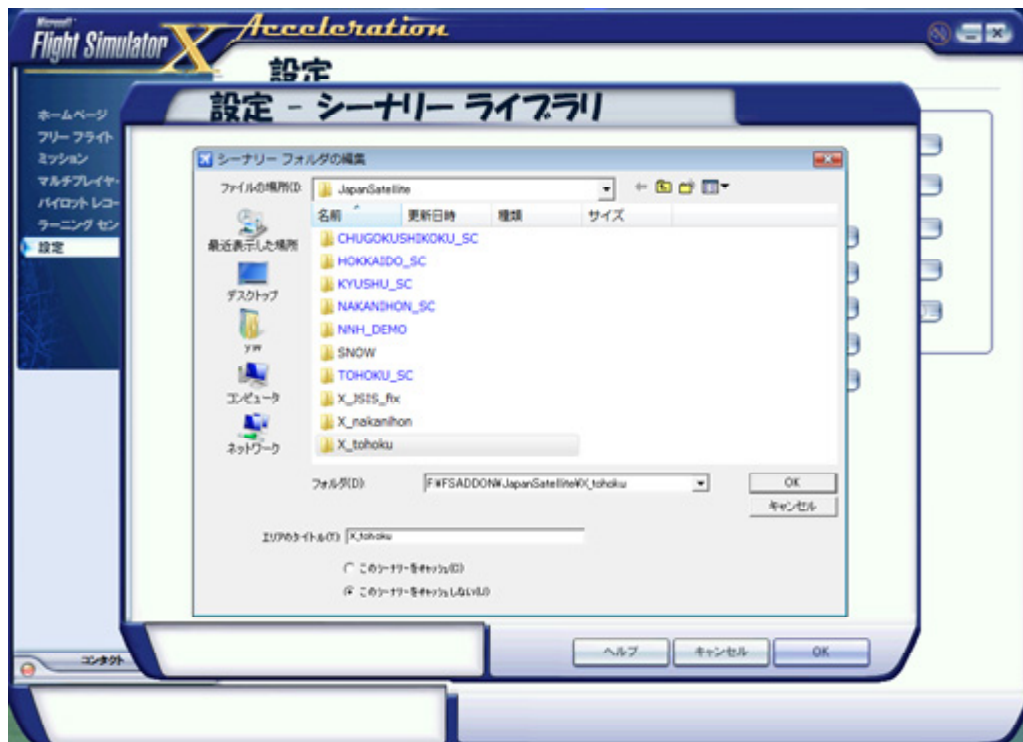 Microsoft
Flight Simulator X Acceleration
設定
設定 - シーナリー ライブラリ
ホームページ
フリー フライト
ミッション
マルチプレイヤー
パイロット レコー
ラーニング セン
設定
シーナリー フォルダの編集
ファイルの場所(I):
JapanSatellite
名前 更新日時 種類 サイズ
最近表示した場所
デスクトップ
yw
コンピュータ
ネットワーク
CHUGOKUSHIKOKU_SC
HOKKAIDO_SC
KYUSHU_SC
NAKANIHON_SC
NNH_DEMO
SNOW
TOHOKU_SC
X_JSIS_fix
X_nakanihon
X_tohoku
フォルダ(D):
F:¥FSADDON¥JapanSatellite¥X_tohoku
OK
キャンセル
エリアのタイトル(T):
X_tohoku
このシーナリーをキャッシュ(C)
このシーナリーをキャッシュしない(U)
ヘルプ キャンセル OK
コンタクト